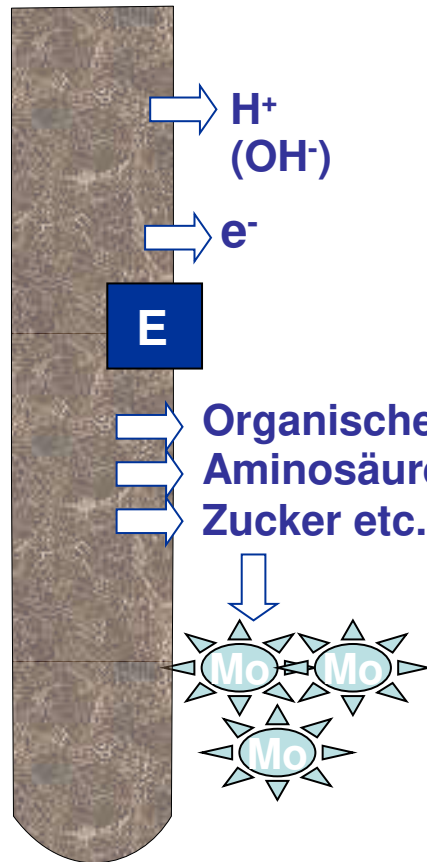 H⁺
(OH⁻)
e⁻
E
Organische
Aminosäure
Zucker etc.
Mo Mo
Mo